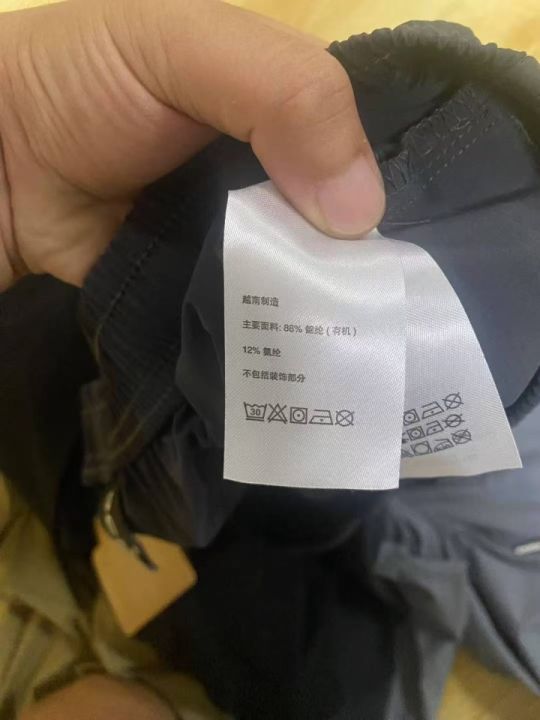 越南制造
主要面料: 88% 锦纶 ( 有机 )
12% 氨纶
不包括装饰部分
30